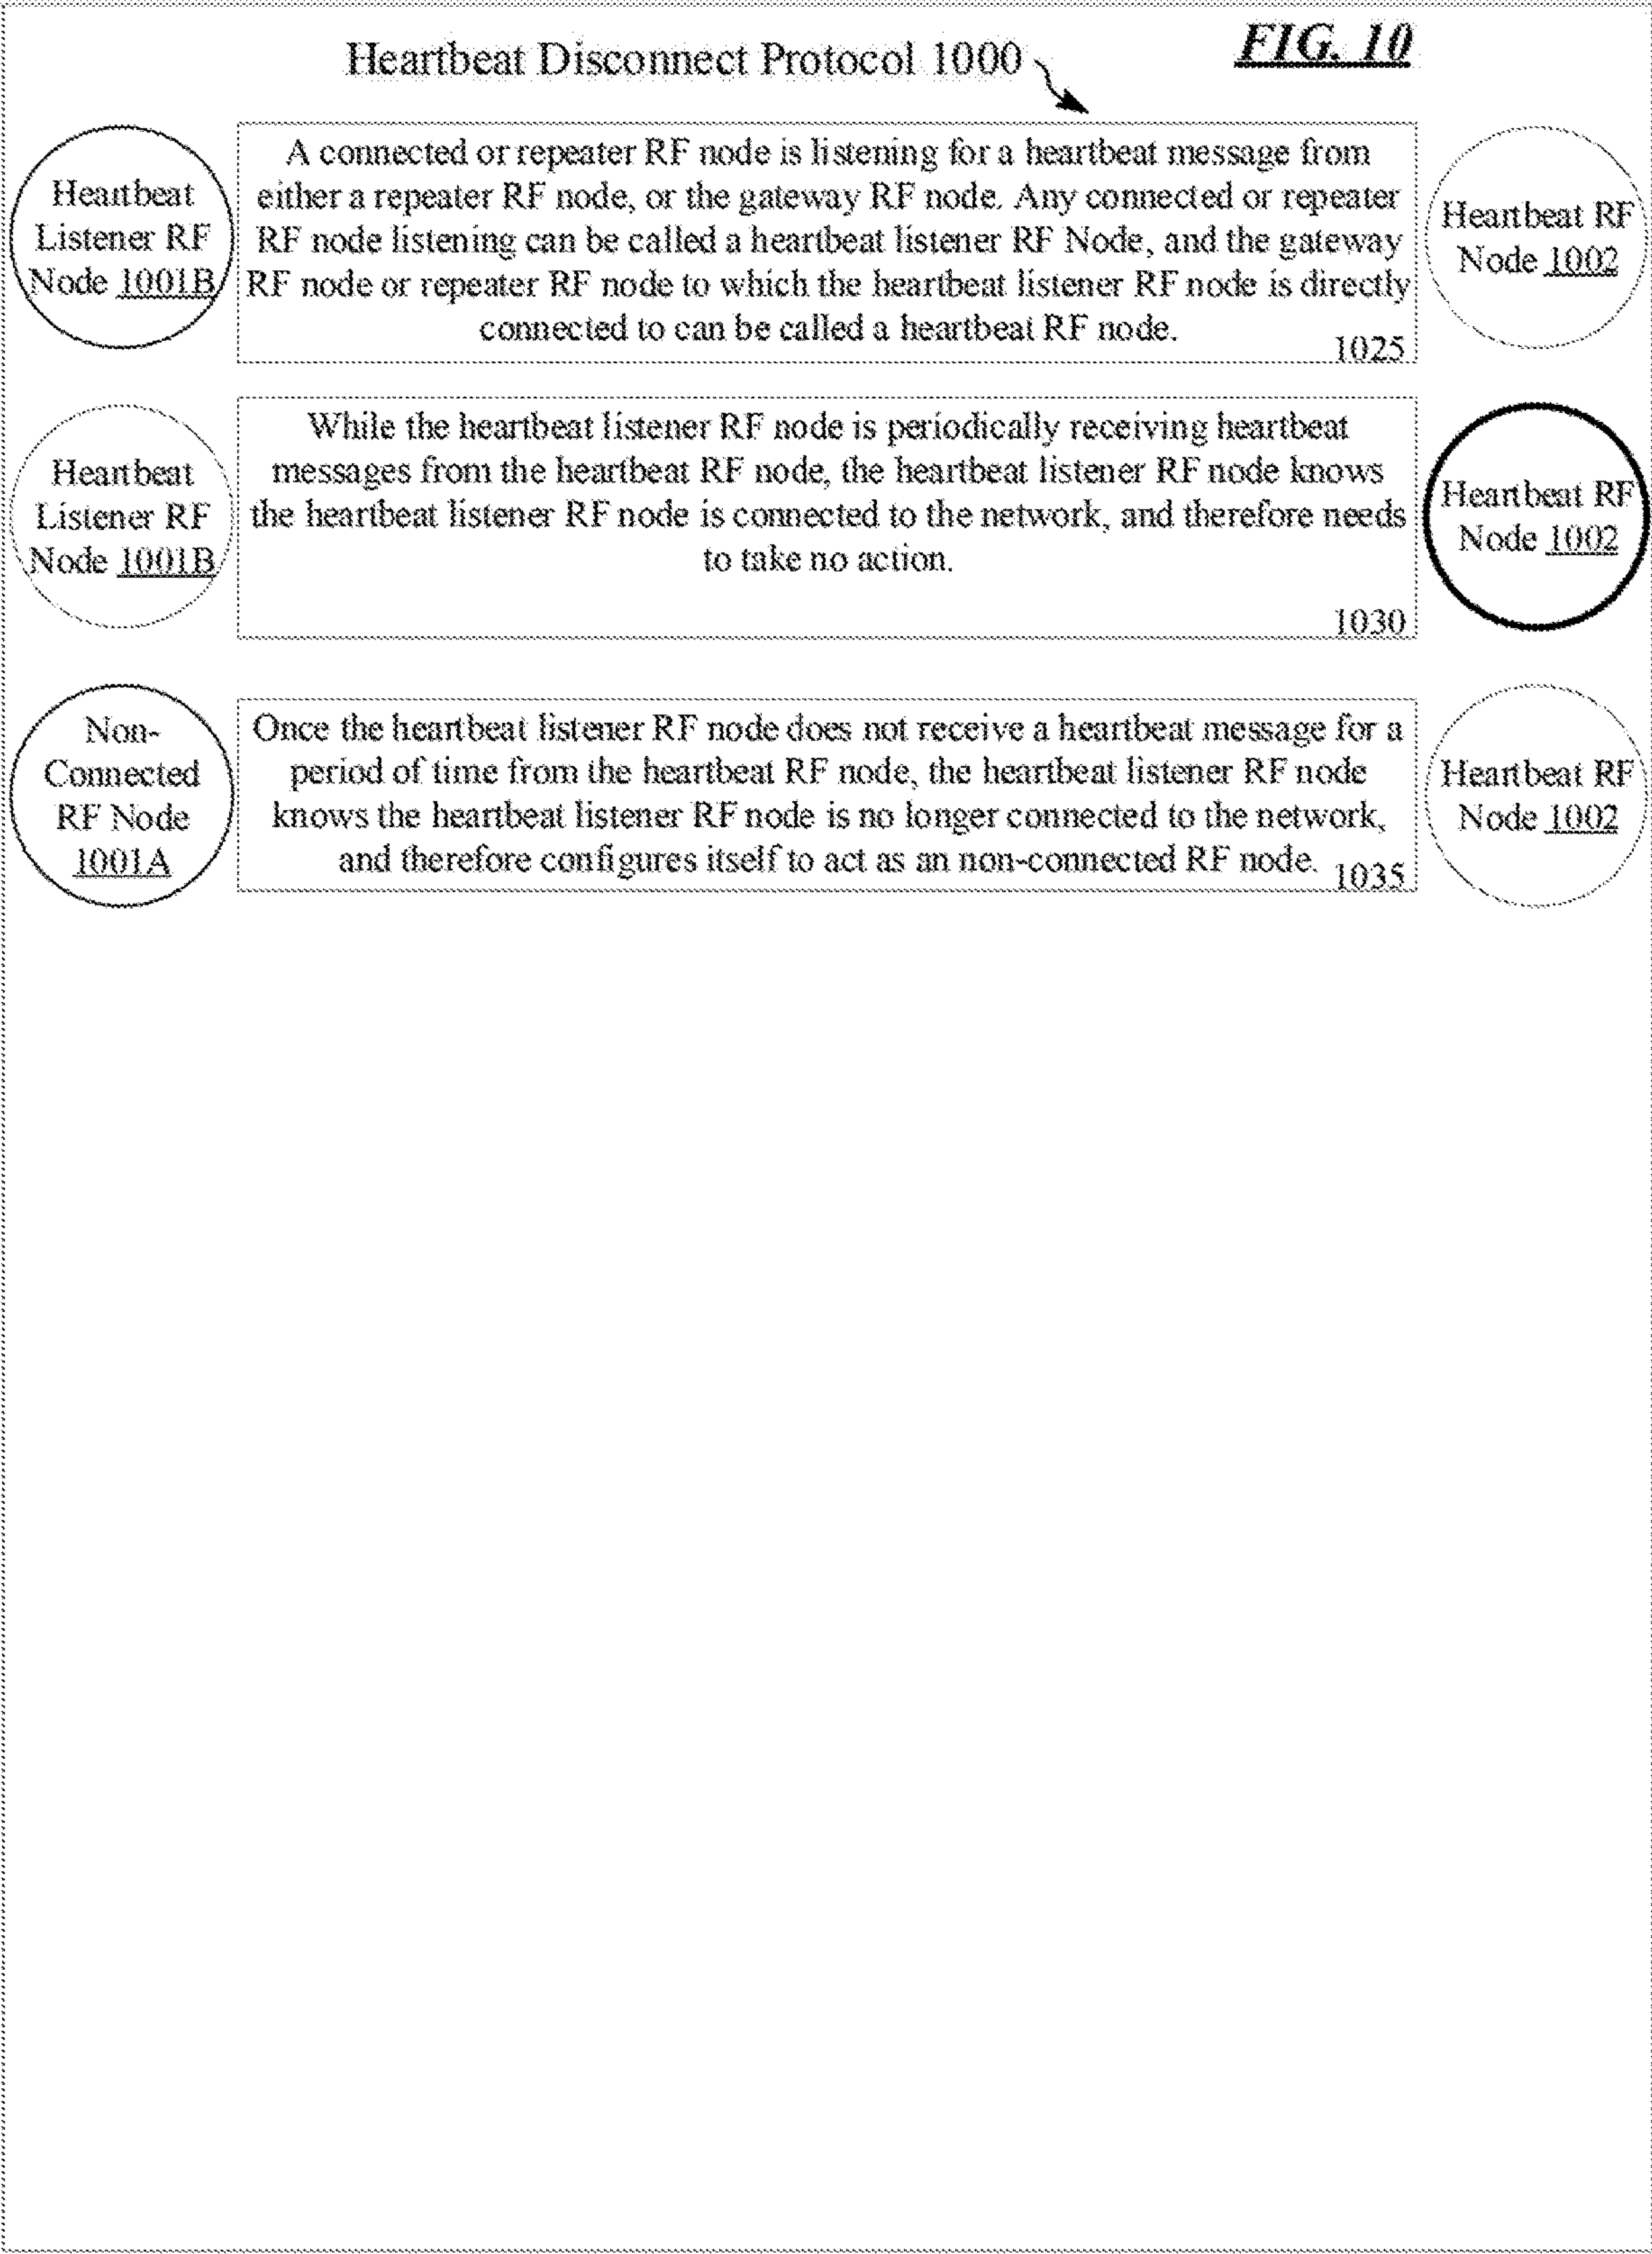 FIG. 10
Heartbeat Disconnect Protocol 1000
Heartbeat
Listener RF
Node 1001B
A connected or repeater RF node is listening for a heartbeat message from
either a repeater RF node, or the gateway RF node. Any connected or repeater
RF node listening can be called a heartbeat listener RF Node, and the gateway
RF node or repeater RF node to which the heartbeat listener RF node is directly
connected to can be called a heartbeat RF node.
1025
Heartbeat RF
Node 1002
Heartbeat
Listener RF
Node 1001B
While the heartbeat listener RF node is periodically receiving heartbeat
messages from the heartbeat RF node, the heartbeat listener RF node knows
the heartbeat listener RF node is connected to the network, and therefore needs
to take no action.
1030
Heartbeat RF
Node 1002
Non-
Connected
RF Node
1001A
Once the heartbeat listener RF node does not receive a heartbeat message for a
period of time from the heartbeat RF node, the heartbeat listener RF node
knows the heartbeat listener RF node is no longer connected to the network,
and therefore configures itself to act as an non-connected RF node.
1035
Heartbeat RF
Node 1002